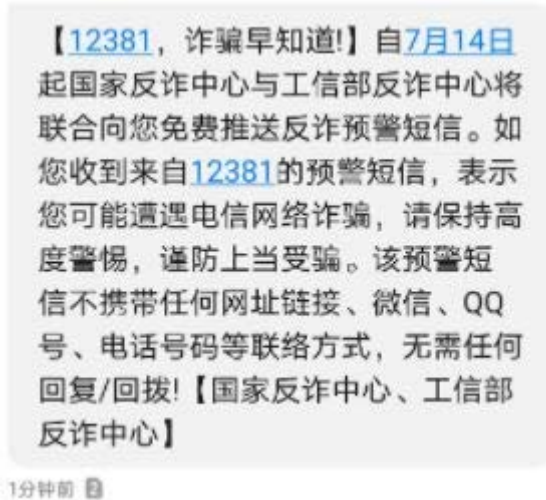 【12381，诈骗早知道!】自7月14日
起国家反诈中心与工信部反诈中心将
联合向您免费推送反诈预警短信。如
您收到来自12381的预警短信，表示
您可能遭遇电信网络诈骗，请保持高
度警惕，谨防上当受骗。该预警短
信不携带任何网址链接、微信、QQ
号、电话号码等联络方式，无需任何
回复/回拨!【国家反诈中心、工信部
反诈中心】
1分钟前 2